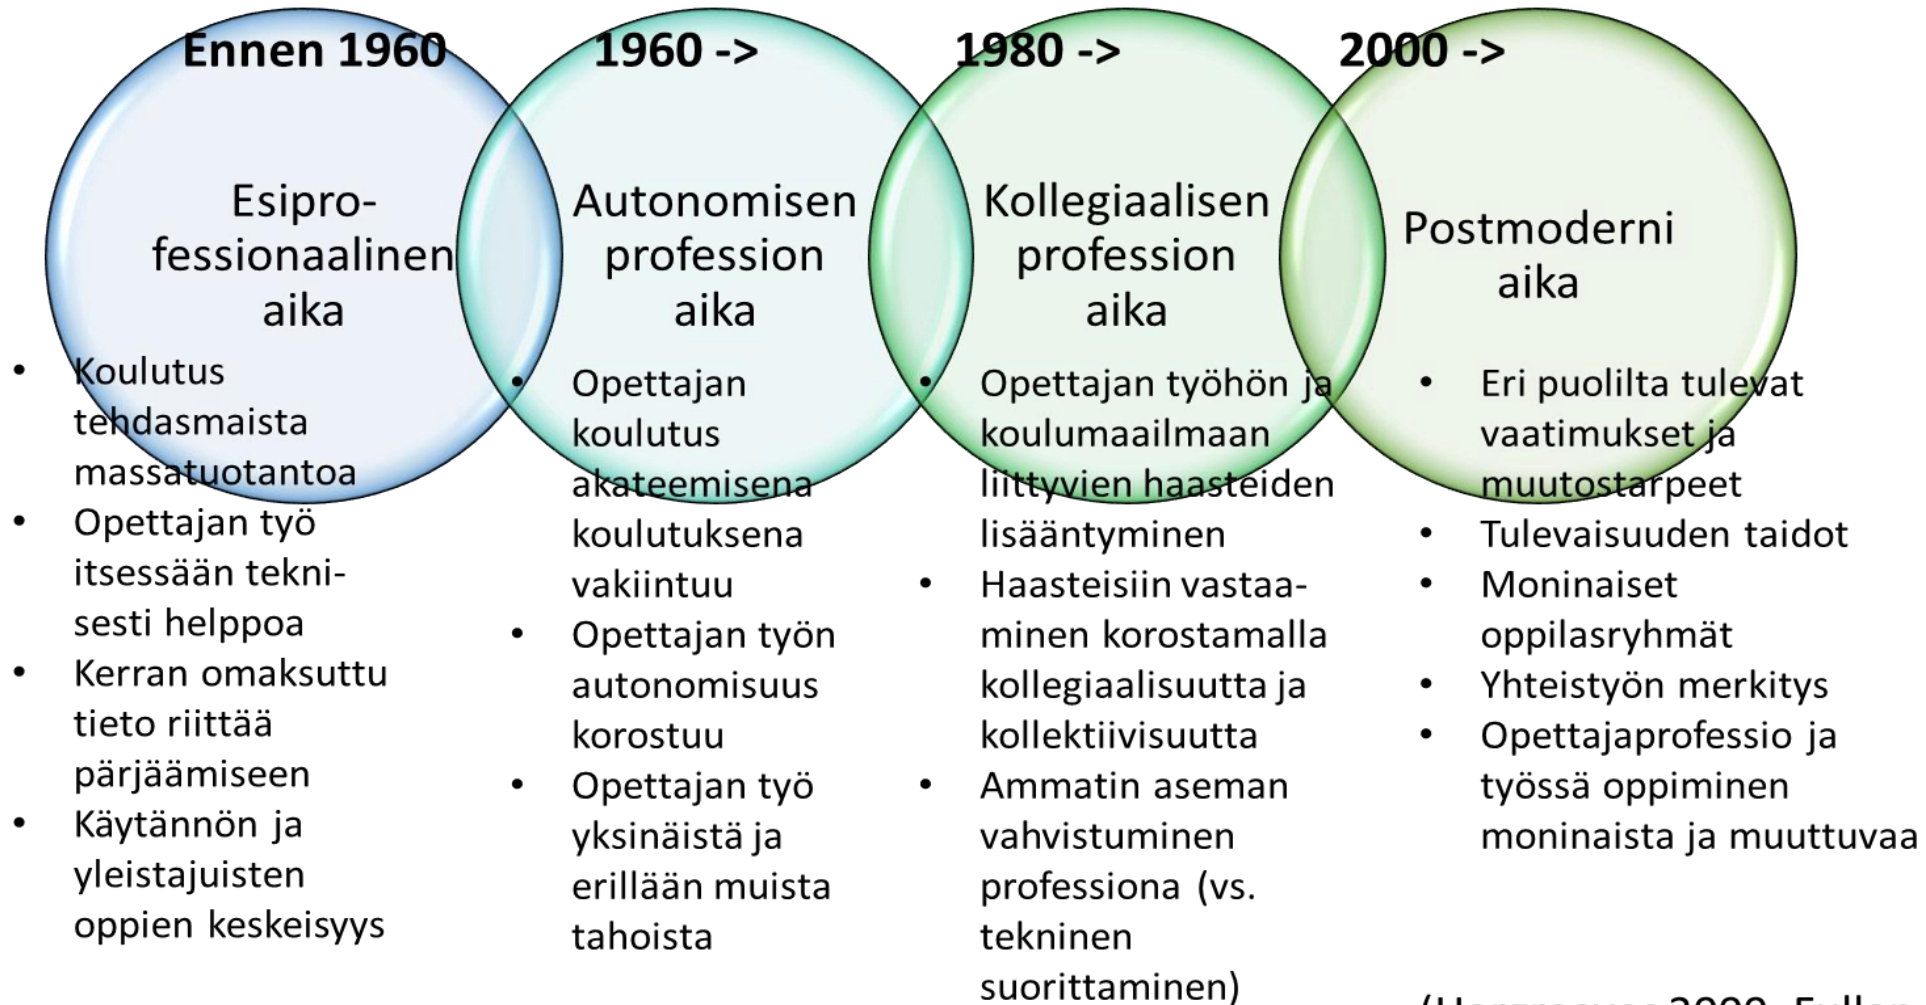 Ennen 1960
Esipro-
fessionaalinen
aika
• Koulutus
tehdasmaista
massatuotantoa
• Opettajan työ
itsessään tekni-
sesti helppoa
• Kerran omaksuttu
tieto riittää
pärjäämiseen
• Käytännön ja
yleistajuisten
oppien keskeisyys
1960 ->
Autonomisen
profession
aika
• Opettajan
koulutus
akateemisena
koulutuksena
vakiintuu
• Opettajan työn
autonomisuus
korostuu
• Opettajan työ
yksinäistä ja
erillään muista
tahoista
1980 ->
Kollegiaalisen
profession
aika
• Opettajan työhön ja
koulumaailmaan
liittyvien haasteiden
lisääntyminen
• Haasteisiin vastaa-
minen korostamalla
kollegiaalisuutta ja
kollektiivisuutta
• Ammatin aseman
vahvistuminen
professiona (vs.
tekninen
suorittaminen)
2000 ->
Postmoderni
aika
• Eri puolilta tulevat
vaatimukset ja
muutostarpeet
• Tulevaisuuden taidot
• Moninaiset
oppilasryhmät
• Yhteistyön merkitys
• Opettajaprofessio ja
työssä oppiminen
moninaista ja muuttuvaa